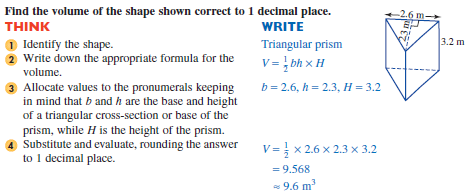 Find the volume of the shape shown correct to 1 decimal place.
THINK
WRITE
2.6 m
2.3 m
3.2 m
1 Identify the shape.
Triangular prism
2 Write down the appropriate formula for the
volume.
V = 1/2 bh × H
3 Allocate values to the pronumerals keeping
in mind that b and h are the base and height
of a triangular cross-section or base of the
prism, while H is the height of the prism.
b = 2.6, h = 2.3, H = 3.2
4 Substitute and evaluate, rounding the answer
to 1 decimal place.
V = 1/2 × 2.6 × 2.3 × 3.2
= 9.568
≈ 9.6 m³